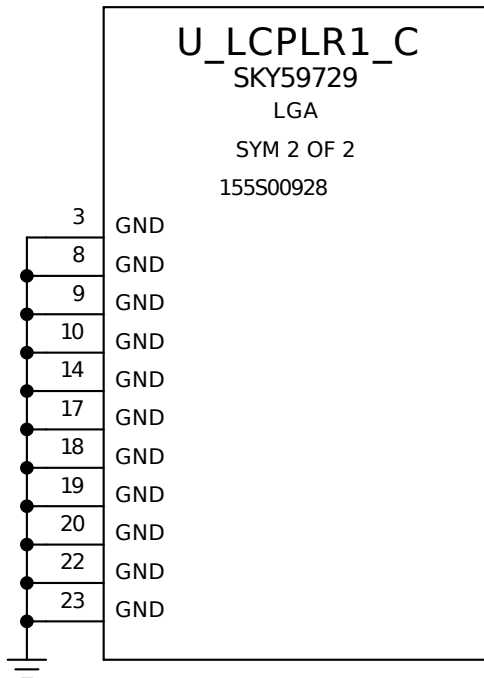 U_LCPLR1_C
SKY59729
LGA
SYM 2 OF 2
155S00928
3 GND
8 GND
9 GND
10 GND
14 GND
17 GND
18 GND
19 GND
20 GND
22 GND
23 GND